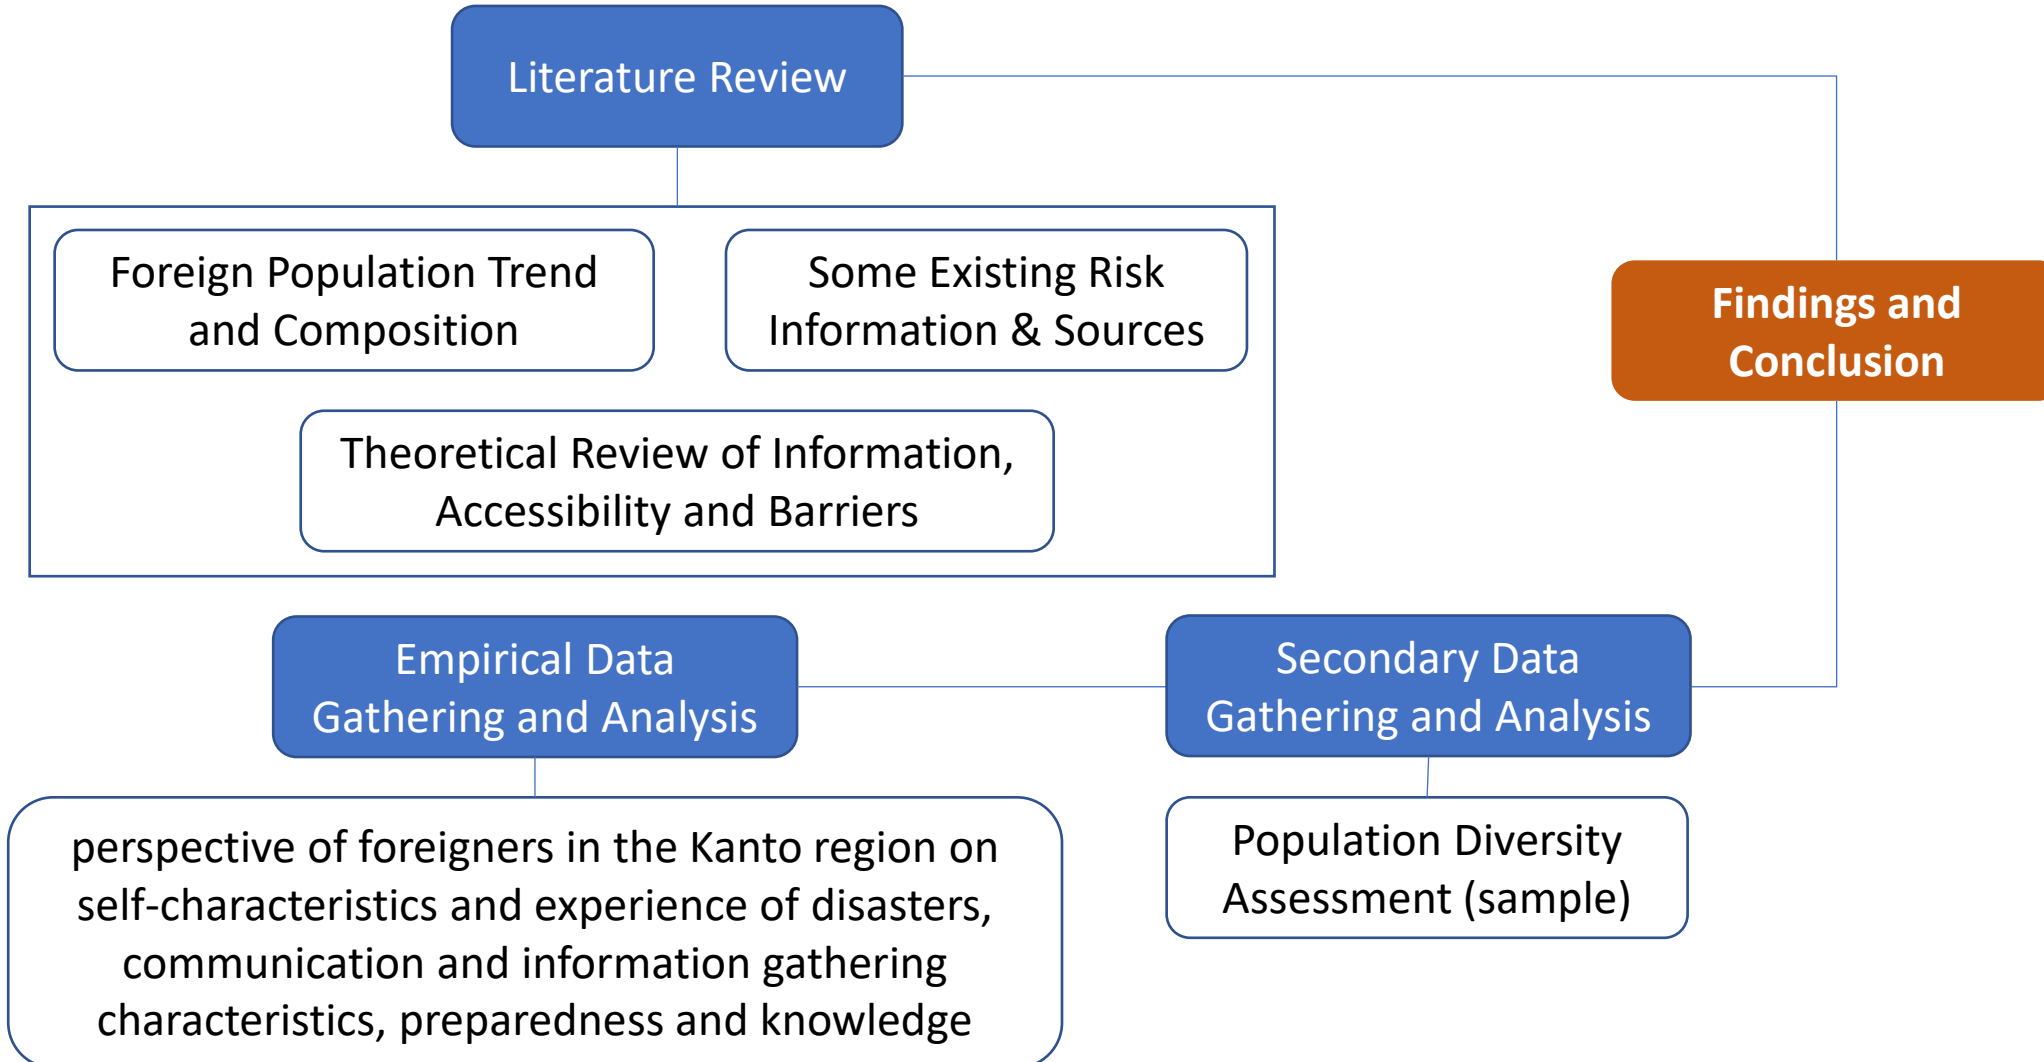 Literature Review
Foreign Population Trend
and Composition
Some Existing Risk
Information & Sources
Theoretical Review of Information,
Accessibility and Barriers
Findings and
Conclusion
Empirical Data
Gathering and Analysis
Secondary Data
Gathering and Analysis
perspective of foreigners in the Kanto region on
self-characteristics and experience of disasters,
communication and information gathering
characteristics, preparedness and knowledge
Population Diversity
Assessment (sample)